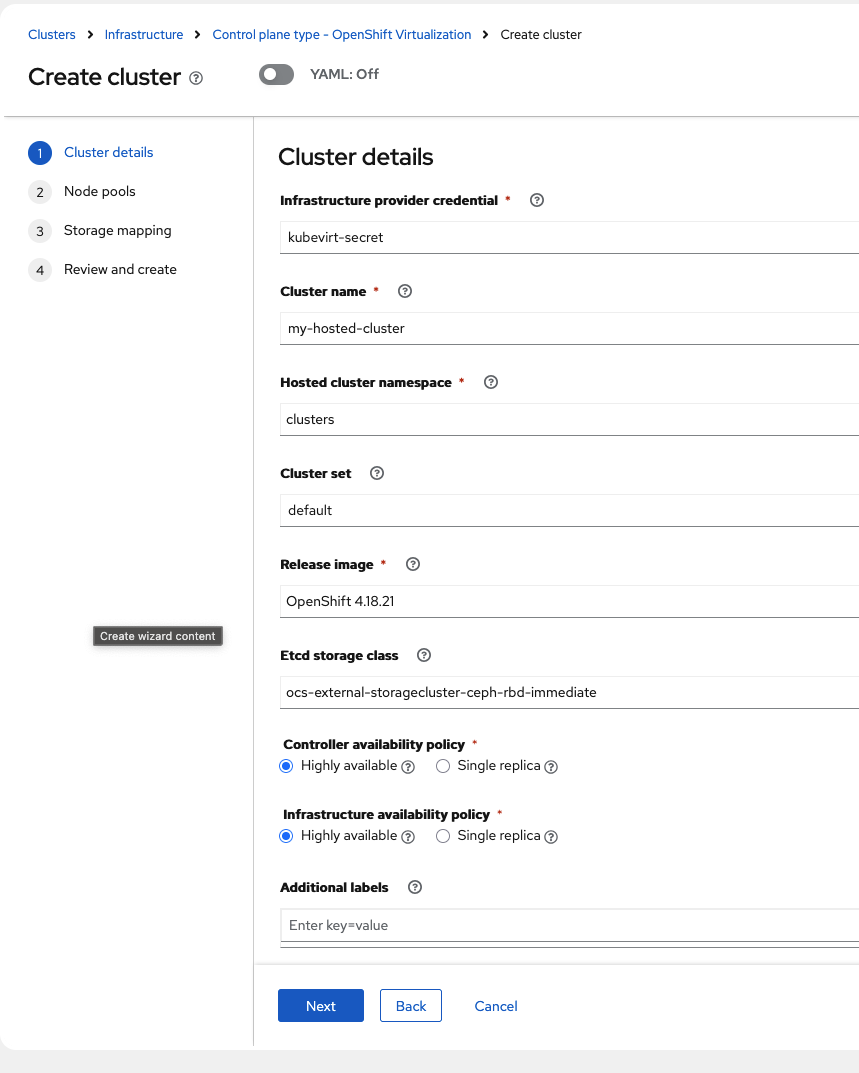 Clusters > Infrastructure > Control plane type - OpenShift Virtualization > Create cluster
Create cluster
YAML: Off
1 Cluster details
2 Node pools
3 Storage mapping
4 Review and create
Create wizard content
Cluster details
Infrastructure provider credential *
kubevirt-secret
Cluster name *
my-hosted-cluster
Hosted cluster namespace *
clusters
Cluster set
default
Release image *
OpenShift 4.18.21
Etcd storage class
ocs-external-storagecluster-ceph-rbd-immediate
Controller availability policy *
Highly available Single replica
Infrastructure availability policy *
Highly available Single replica
Additional labels
Enter key=value
Next Back Cancel